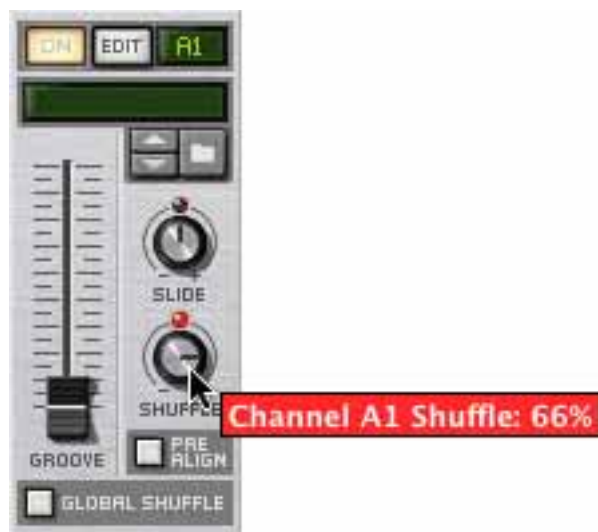 ON EDIT A1
- +
SLIDE
-
SHUFFLE
Channel A1 Shuffle: 66%
GROOVE
PRE
ALIGN
GLOBAL SHUFFLE